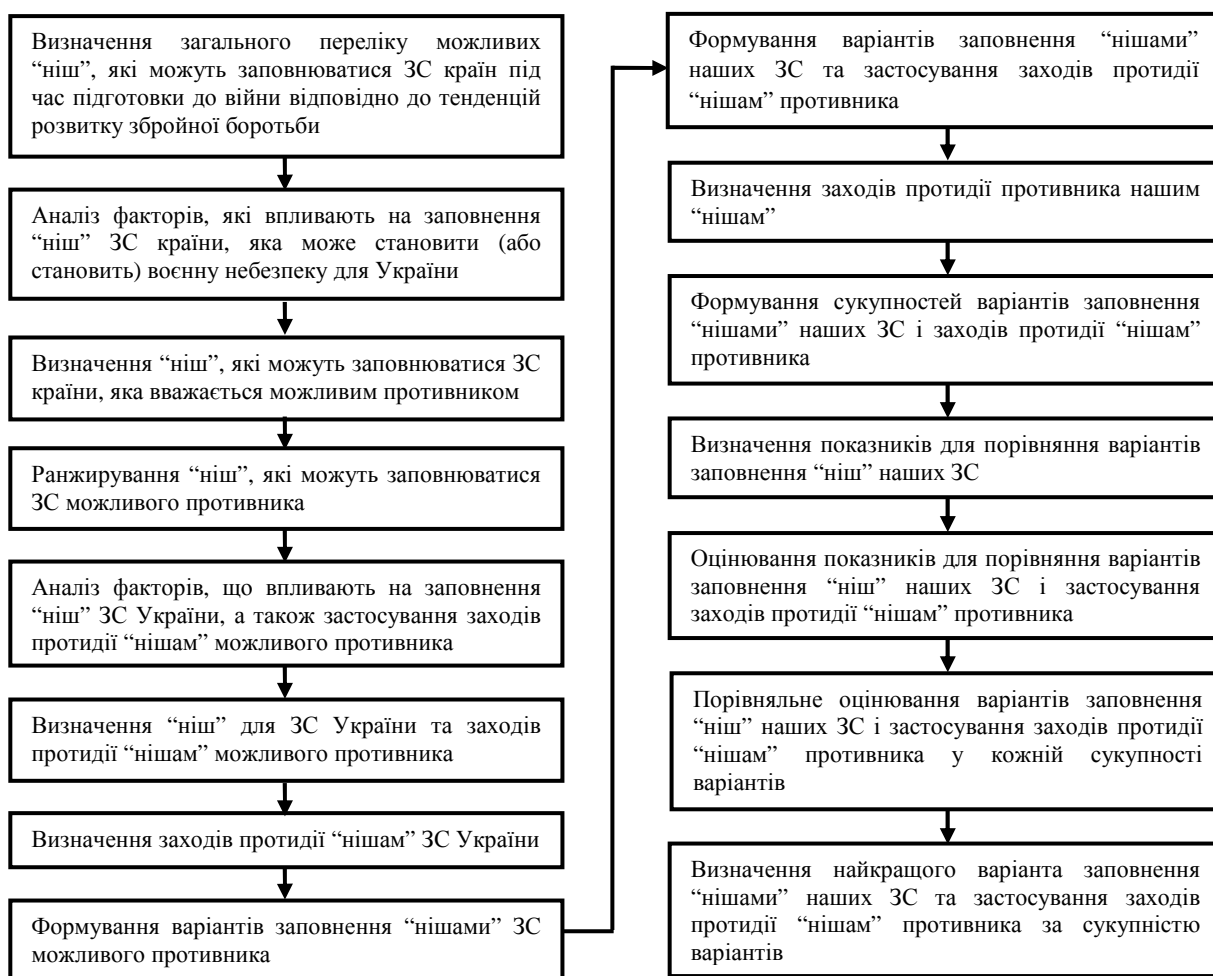 Визначення загального переліку можливих
“ніш”, які можуть заповнюватися ЗС країн під
час підготовки до війни відповідно до тенденцій
розвитку збройної боротьби
Аналіз факторів, які впливають на заповнення
“ніш” ЗС країни, яка може становити (або
становить) воєнну небезпеку для України
Визначення “ніш”, які можуть заповнюватися ЗС
країни, яка вважається можливим противником
Ранжирування “ніш”, які можуть заповнюватися
ЗС можливого противника
Аналіз факторів, що впливають на заповнення
“ніш” ЗС України, а також застосування заходів
протидії “нішам” можливого противника
Визначення “ніш” для ЗС України та заходів
протидії “нішам” можливого противника
Визначення заходів протидії “нішам” ЗС України
Формування варіантів заповнення “нішами” ЗС
можливого противника
Формування варіантів заповнення “нішами”
наших ЗС та застосування заходів протидії
“нішам” противника
Визначення заходів протидії противника нашим
“нішам”
Формування сукупностей варіантів заповнення
“нішами” наших ЗС і заходів протидії “нішам”
противника
Визначення показників для порівняння варіантів
заповнення “ніш” наших ЗС
Оцінювання показників для порівняння варіантів
заповнення “ніш” наших ЗС і застосування
заходів протидії “нішам” противника
Порівняльне оцінювання варіантів заповнення
“ніш” наших ЗС і застосування заходів протидії
“нішам” противника у кожній сукупності
варіантів
Визначення найкращого варіанта заповнення
“нішами” наших ЗС та застосування заходів
протидії “нішам” противника за сукупністю
варіантів